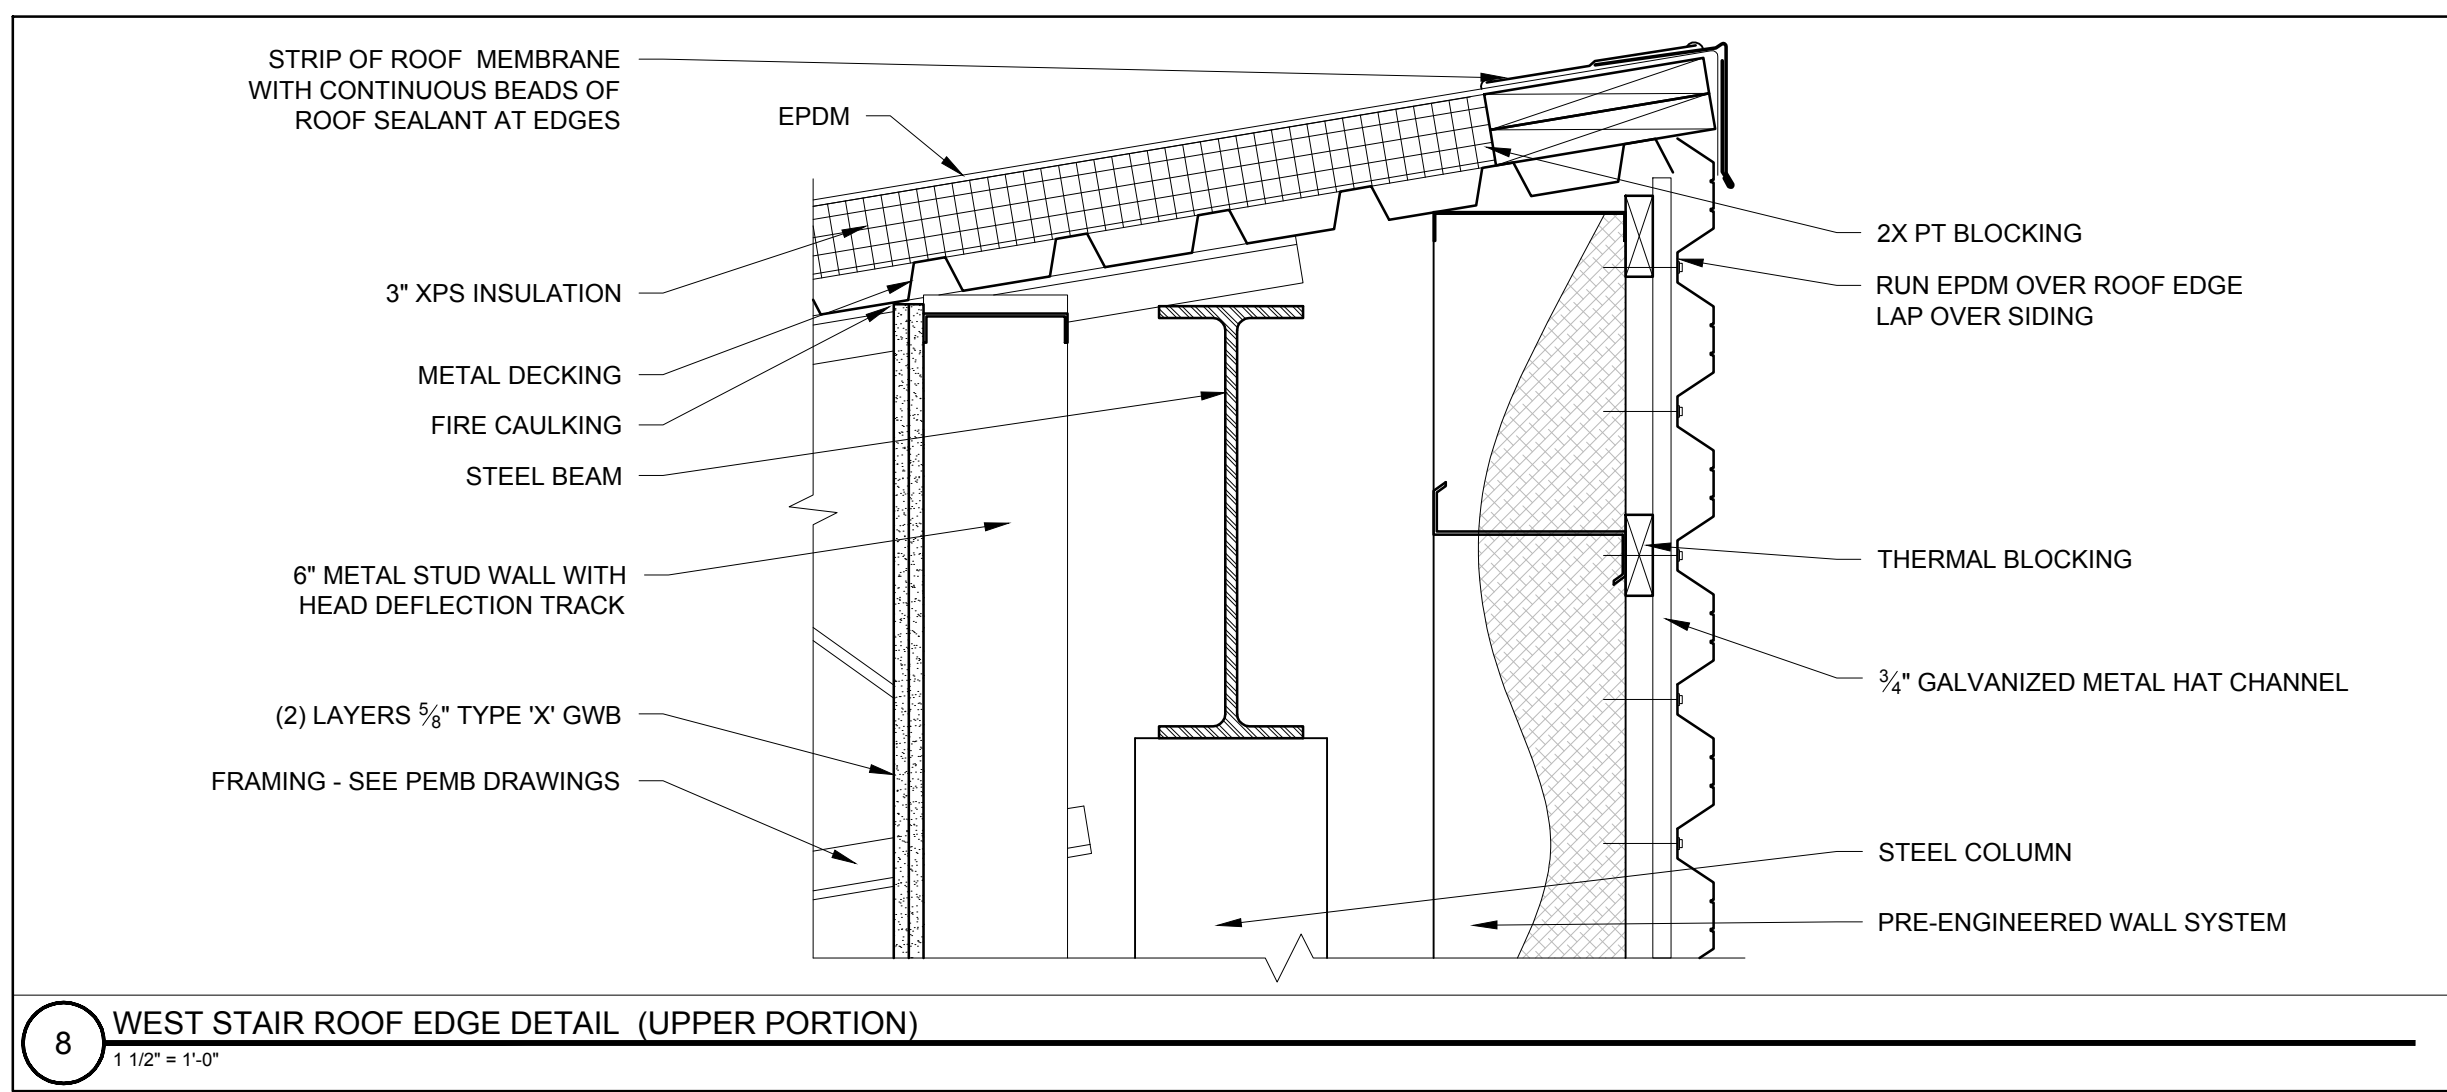 STRIP OF ROOF  MEMBRANE
WITH CONTINUOUS BEADS OF
ROOF SEALANT AT EDGES
EPDM
3" XPS INSULATION
METAL DECKING
FIRE CAULKING
STEEL BEAM
6" METAL STUD WALL WITH
HEAD DEFLECTION TRACK
(2) LAYERS ⅝" TYPE 'X' GWB
FRAMING - SEE PEMB DRAWINGS
2X PT BLOCKING
RUN EPDM OVER ROOF EDGE
LAP OVER SIDING
THERMAL BLOCKING
¾" GALVANIZED METAL HAT CHANNEL
STEEL COLUMN
PRE-ENGINEERED WALL SYSTEM
8
WEST STAIR ROOF EDGE DETAIL  (UPPER PORTION)
1 1/2" = 1'-0"